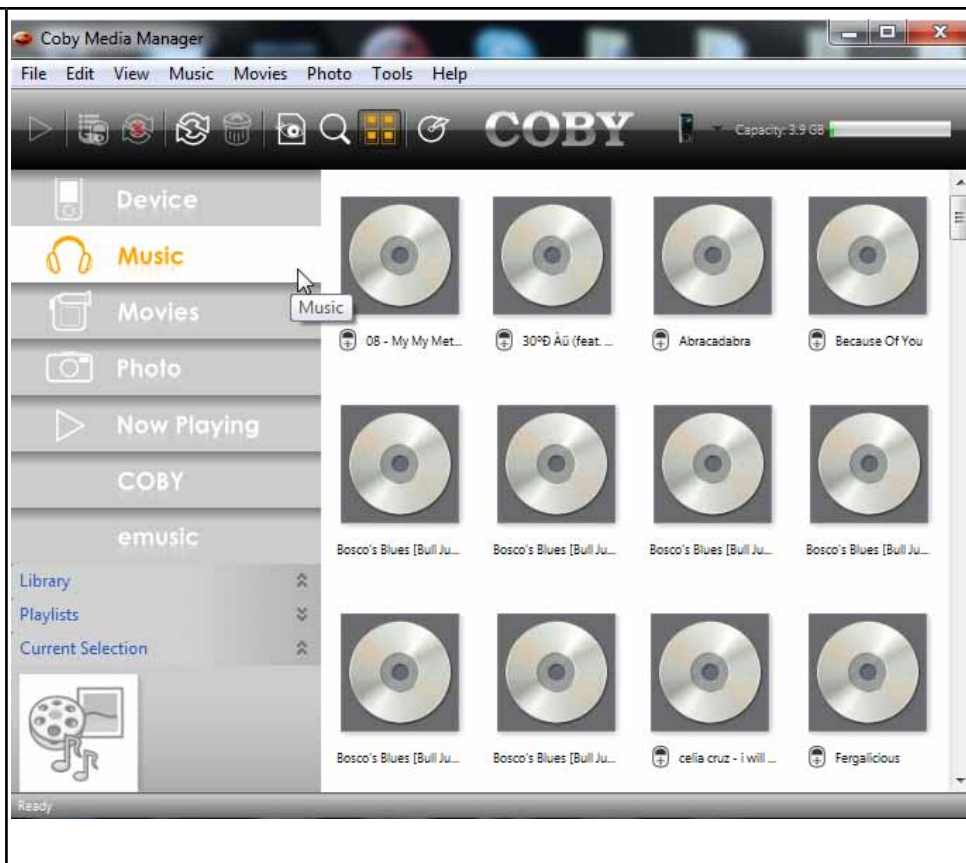 Coby Media Manager
File Edit View Music Movies Photo Tools Help
COBY
Capacity: 3.9 GB
Device
Music
Music
Movies
Photo
Now Playing
COBY
emusic
Library
Playlists
Current Selection
08 - My My Met...
30ºÐ Àü (feat. ...
Abracadabra
Because Of You
Bosco's Blues [Bull Ju...
Bosco's Blues [Bull Ju...
Bosco's Blues [Bull Ju...
Bosco's Blues [Bull Ju...
Bosco's Blues [Bull Ju...
Bosco's Blues [Bull Ju...
celia cruz - i will ...
Fergalicious
Ready